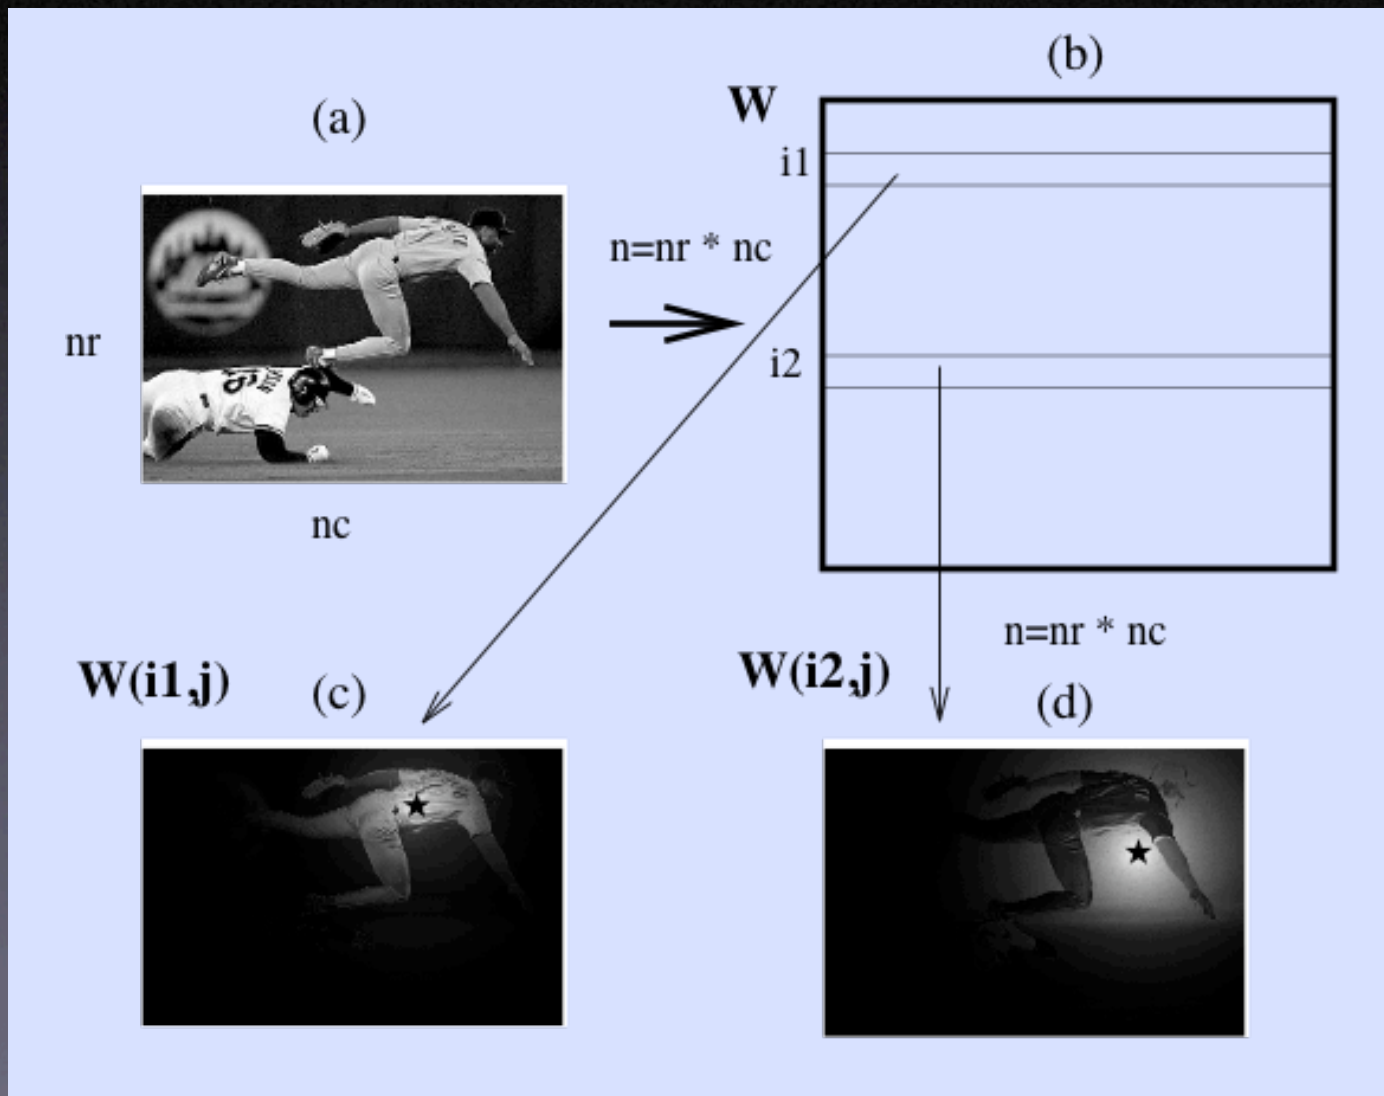 (a)
(b)
W
i1
n=nr * nc
nr
i2
nc
n=nr * nc
W(i1,j)
(c)
W(i2,j)
(d)